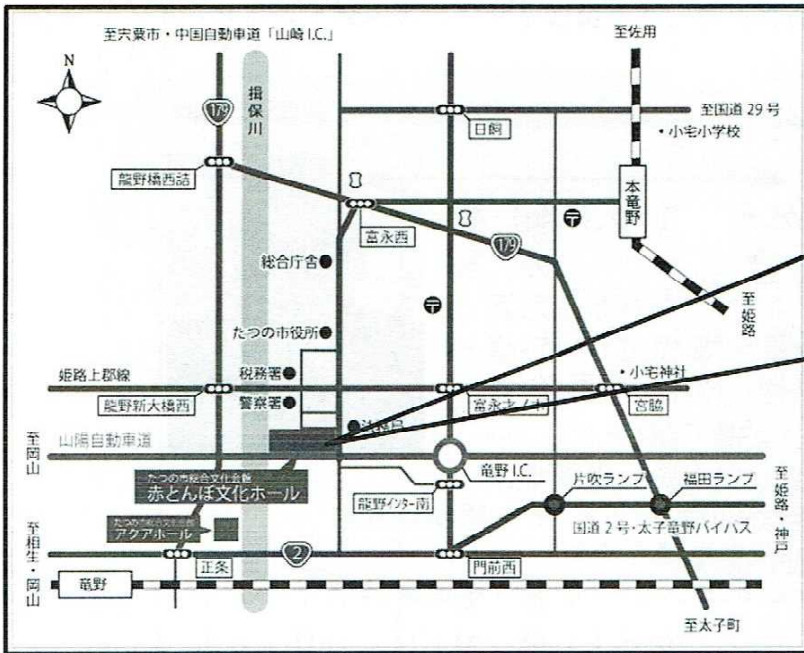 至宍粟市・中国自動車道「山崎I.C.」
至佐用
N
179
揖保川
至国道29号
日飼
・小宅小学校
龍野橋西詰
本竜野
富永西
179
総合庁舎
至姫路
たつの市役所
税務署
・小宅神社
姫路上郡線
龍野新大橋西
警察署
宮脇
至岡山
山陽自動車道
たつの市総合文化会館
赤とんぼ文化ホール
竜野I.C.
龍野インター南
片吹ランプ
福田ランプ
至姫路・神戸
国道2号・太子竜野バイパス
たつの市総合文化会館
アクアホール
至相生・岡山
正条
2
門前西
竜野
至太子町